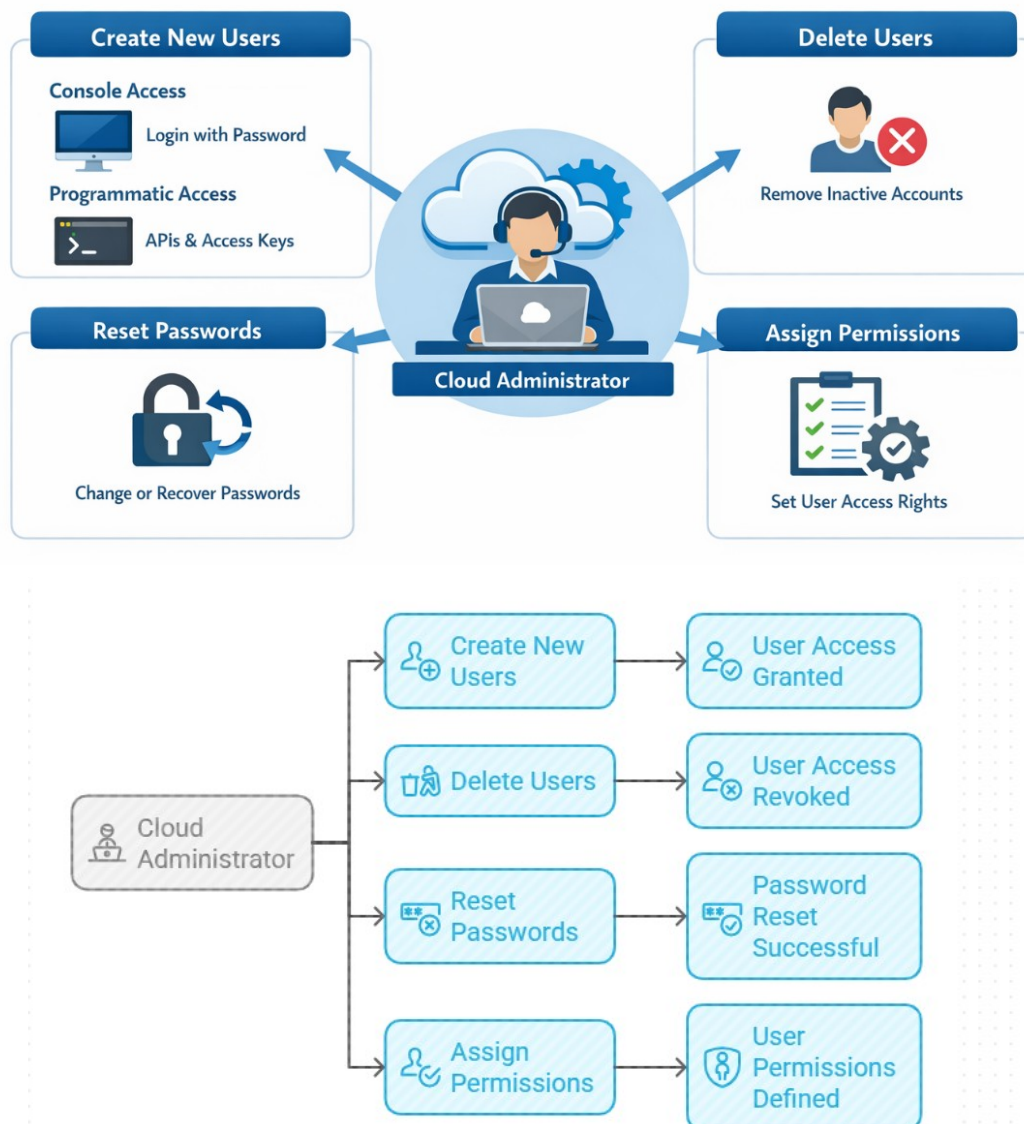 Create New Users
Console Access
Login with Password
Programmatic Access
APIs & Access Keys
Delete Users
Remove Inactive Accounts
Reset Passwords
Change or Recover Passwords
Cloud Administrator
Assign Permissions
Set User Access Rights
Create New
Users
User Access
Granted
Delete Users
User Access
Revoked
Cloud
Administrator
Reset
Passwords
Password
Reset
Successful
Assign
Permissions
User
Permissions
Defined